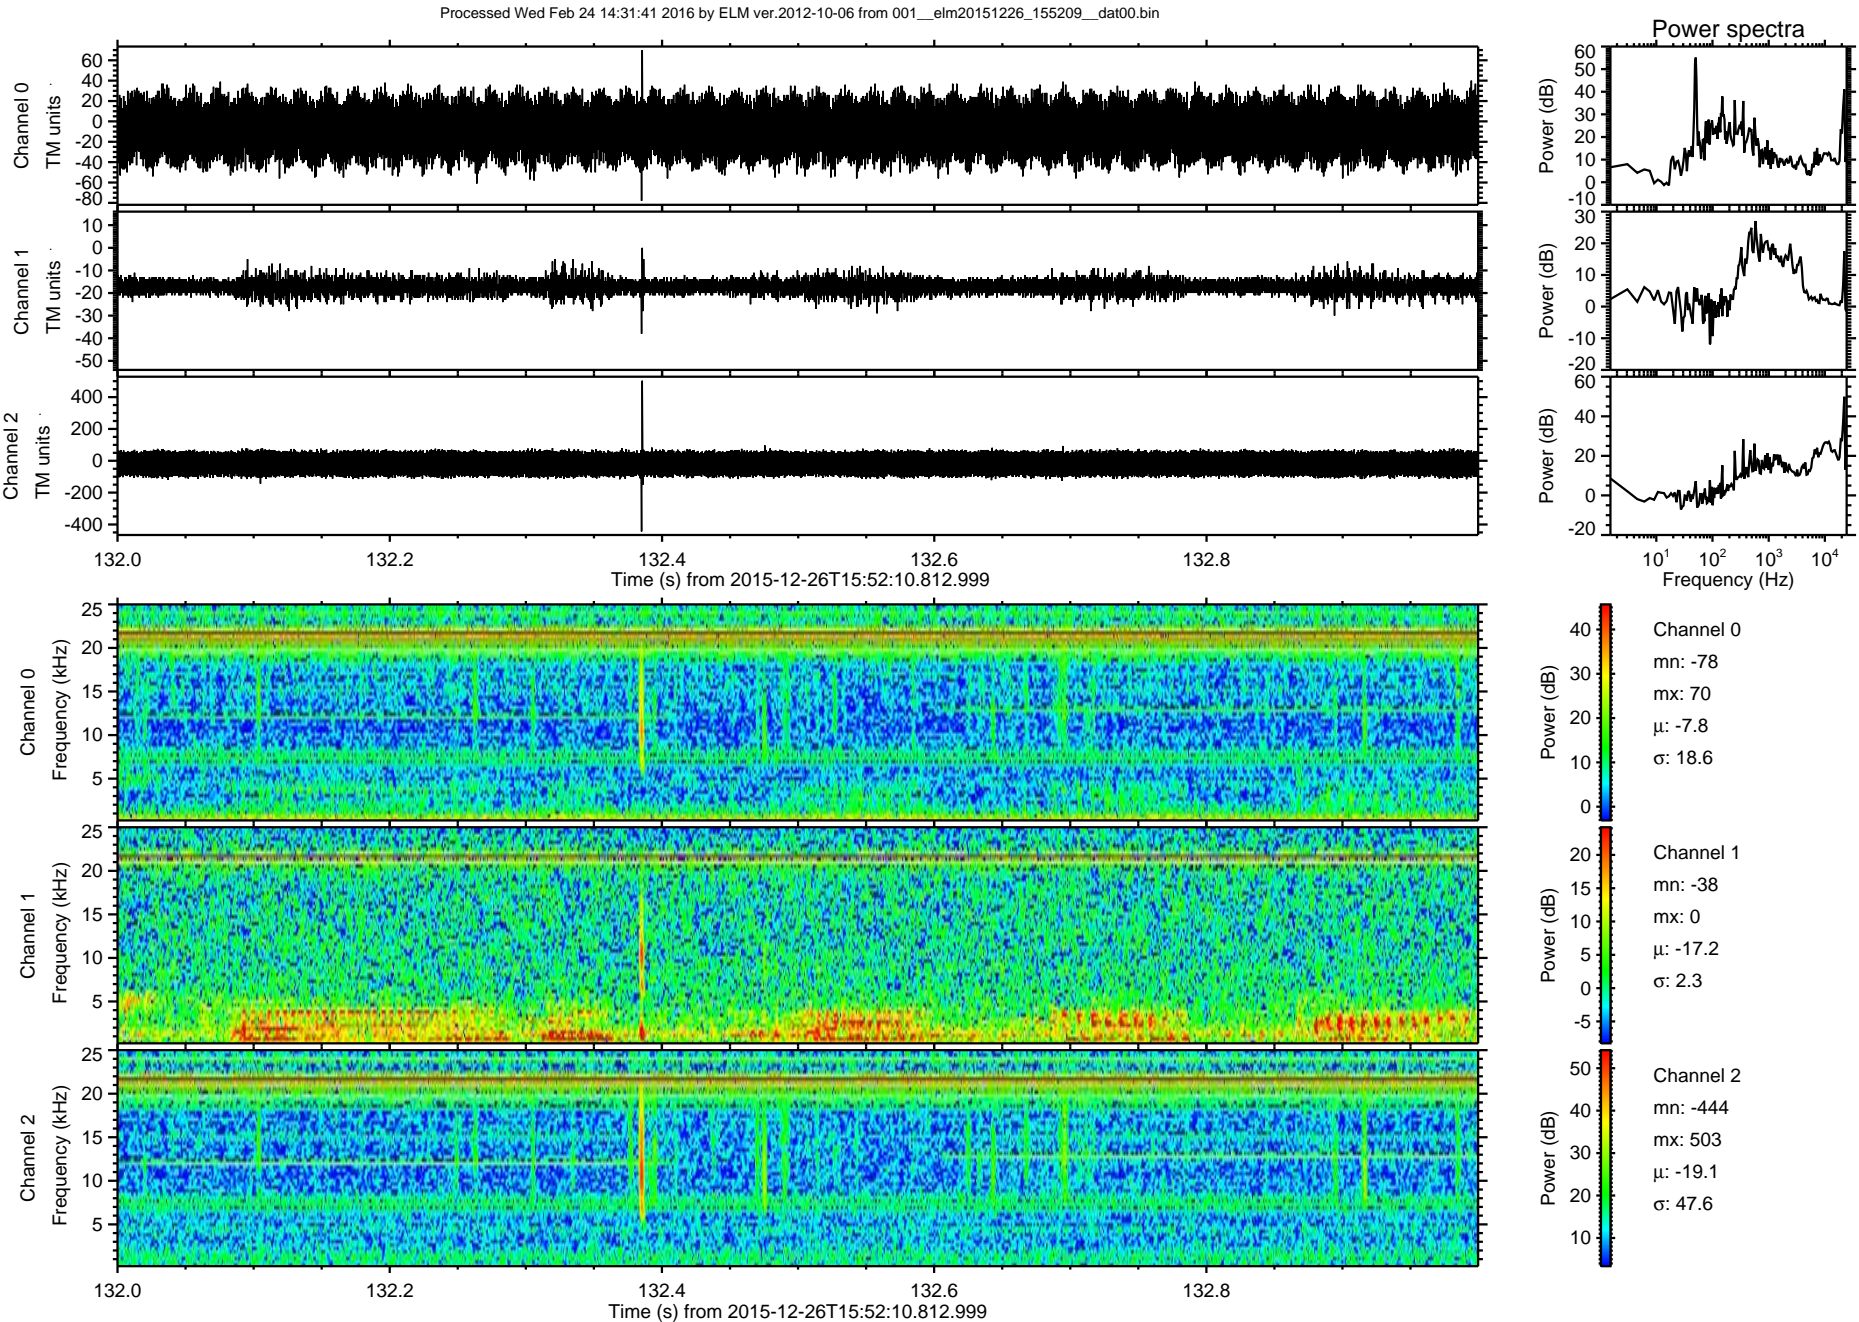 Processed Wed Feb 24 14:31:41 2016 by ELM ver.2012-10-06 from 001__elm20151226_155209__dat00.bin
Power spectra
Channel 0
TM units
60
40
20
0
-20
-40
-60
-80
Power (dB)
60
50
40
30
20
10
0
-10
Channel 1
TM units
10
0
-10
-20
-30
-40
-50
Power (dB)
30
20
10
0
-10
-20
Channel 2
TM units
400
200
0
-200
-400
Power (dB)
60
40
20
0
-20
132.0 132.2 132.4 132.6 132.8
Time (s) from 2015-12-26T15:52:10.812.999
10¹ 10² 10³ 10⁴
Frequency (Hz)
Channel 0
Frequency (kHz)
25
20
15
10
5
Power (dB)
40
30
20
10
0
Channel 0
mn: -78
mx: 70
μ: -7.8
σ: 18.6
Channel 1
Frequency (kHz)
25
20
15
10
5
Power (dB)
20
15
10
5
0
-5
Channel 1
mn: -38
mx: 0
μ: -17.2
σ: 2.3
Channel 2
Frequency (kHz)
25
20
15
10
5
Power (dB)
50
40
30
20
10
Channel 2
mn: -444
mx: 503
μ: -19.1
σ: 47.6
132.0 132.2 132.4 132.6 132.8
Time (s) from 2015-12-26T15:52:10.812.999